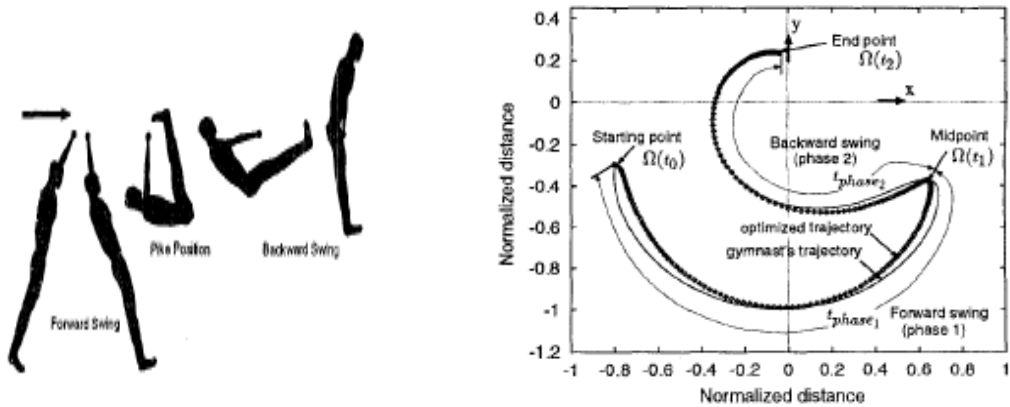 Pike Position
Backward Swing
Forward Swing
0.4
0.2
0
-0.2
-0.4
-0.6
-0.8
-1
-1.2
Normalized distance
y
End point
Ω(t₂)
x
Starting point
Ω(t₀)
Backward swing
(phase 2)
Midpoint
Ω(t₁)
t_phase₂
optimized trajectory
gymnast's trajectory
t_phase₁
Forward swing
(phase 1)
-1 -0.8 -0.6 -0.4 -0.2 0 0.2 0.4 0.6 0.8 1
Normalized distance